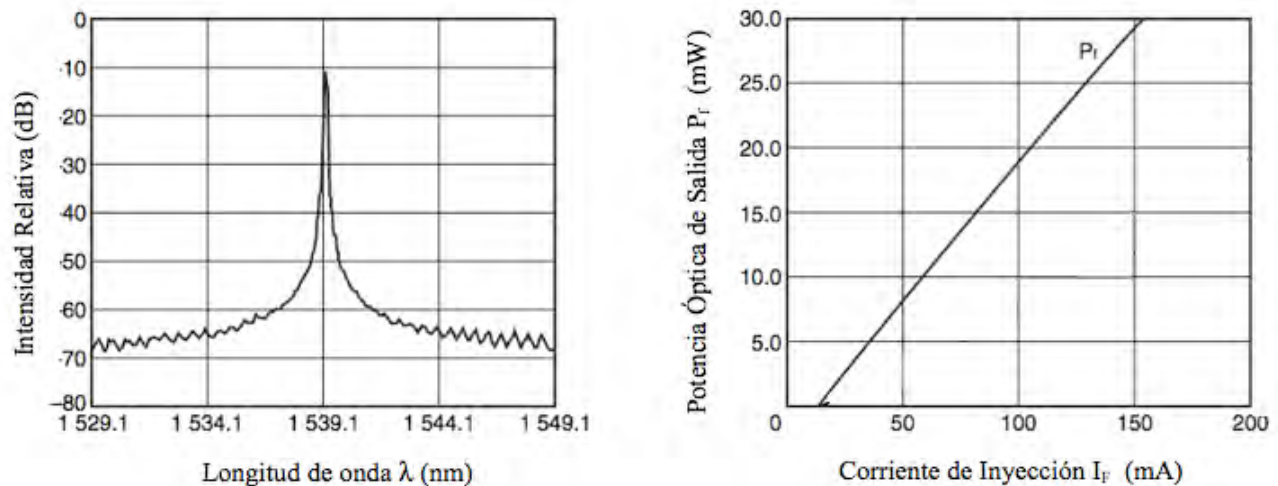 0
-10
-20
-30
-40
-50
-60
-70
-80
Intensidad Relativa (dB)
1 529.1 1 534.1 1 539.1 1 544.1 1 549.1
Longitud de onda λ (nm)
30.0
25.0
20.0
15.0
10.0
5.0
Potencia Óptica de Salida Pf (mW)
Pf
0 50 100 150 200
Corriente de Inyección IF (mA)